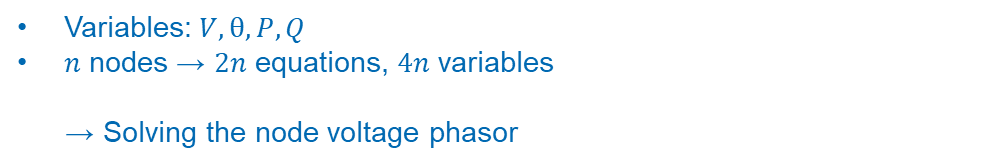 • Variables: V, θ, P, Q
• n nodes → 2n equations, 4n variables
→ Solving the node voltage phasor